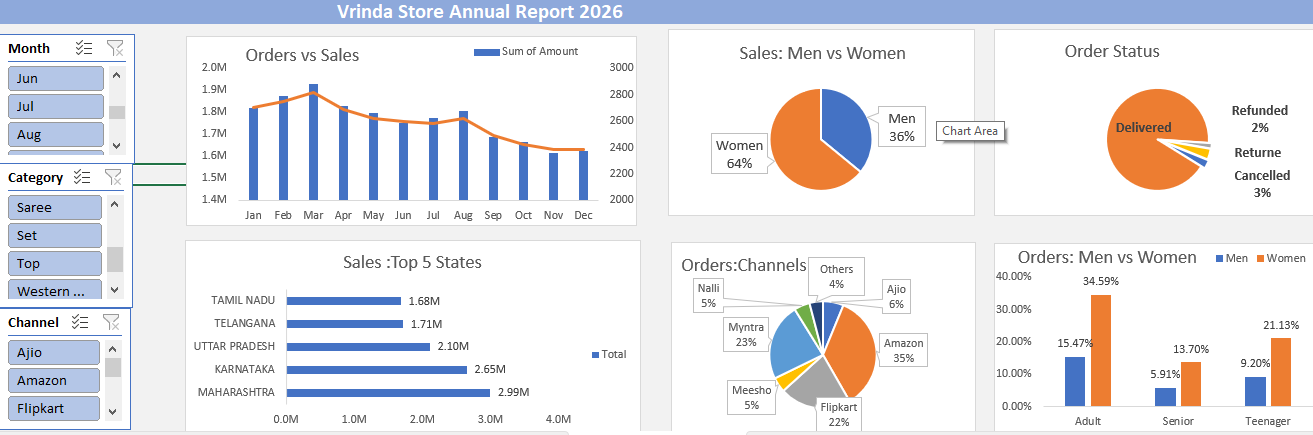 Vrinda Store Annual Report 2026
Month
Jun
Jul
Aug
Category
Saree
Set
Top
Western ...
Channel
Ajio
Amazon
Flipkart
Orders vs Sales
Sum of Amount
2.0M
1.9M
1.8M
1.7M
1.6M
1.5M
1.4M
3000
2800
2600
2400
2200
2000
Jan Feb Mar Apr May Jun Jul Aug Sep Oct Nov Dec
Sales: Men vs Women
Men
36%
Women
64%
Chart Area
Order Status
Delivered
Refunded
2%
Returne
Cancelled
3%
Sales :Top 5 States
TAMIL NADU 1.68M
TELANGANA 1.71M
UTTAR PRADESH 2.10M
KARNATAKA 2.65M
MAHARASHTRA 2.99M
0.0M 1.0M 2.0M 3.0M 4.0M
Total
Orders:Channels
Others
4%
Nalli
5%
Ajio
6%
Myntra
23%
Amazon
35%
Meesho
5%
Flipkart
22%
Orders: Men vs Women
Men Women
40.00%
30.00%
20.00%
10.00%
0.00%
15.47% 34.59%
5.91% 13.70%
9.20% 21.13%
Adult Senior Teenager